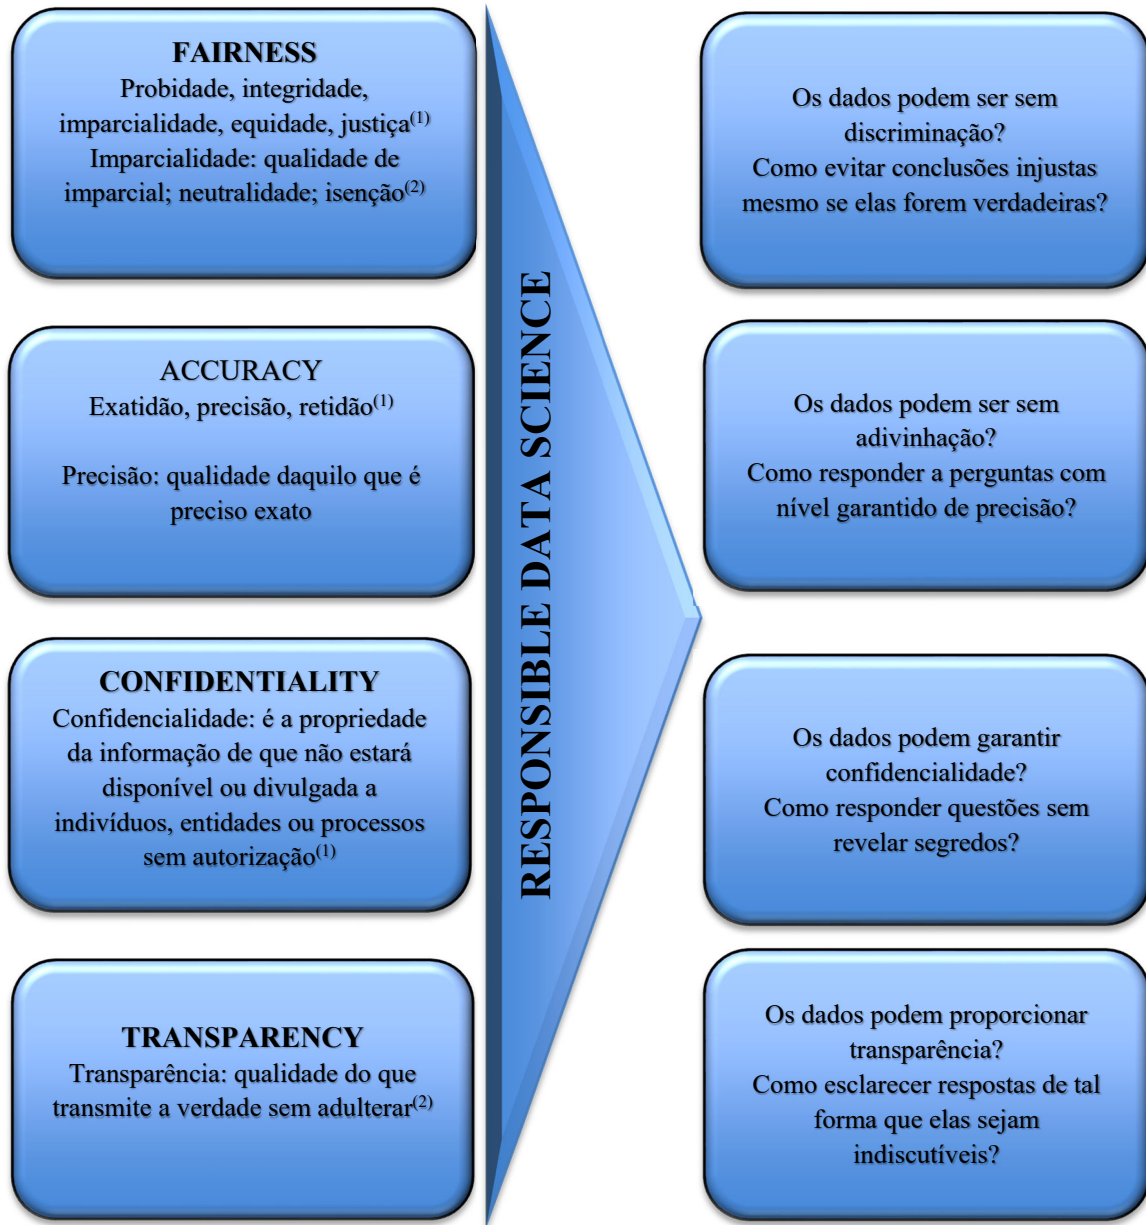 FAIRNESS
Probidade, integridade,
imparcialidade, equidade, justiça(1)
Imparcialidade: qualidade de
imparcial; neutralidade; isenção(2)
ACCURACY
Exatidão, precisão, retidão(1)
Precisão: qualidade daquilo que é
preciso exato
CONFIDENTIALITY
Confidencialidade: é a propriedade
da informação de que não estará
disponível ou divulgada a
indivíduos, entidades ou processos
sem autorização(1)
TRANSPARENCY
Transparência: qualidade do que
transmite a verdade sem adulterar(2)
RESPONSIBLE DATA SCIENCE
Os dados podem ser sem
discriminação?
Como evitar conclusões injustas
mesmo se elas forem verdadeiras?
Os dados podem ser sem
adivinhação?
Como responder a perguntas com
nível garantido de precisão?
Os dados podem garantir
confidencialidade?
Como responder questões sem
revelar segredos?
Os dados podem proporcionar
transparência?
Como esclarecer respostas de tal
forma que elas sejam
indiscutíveis?